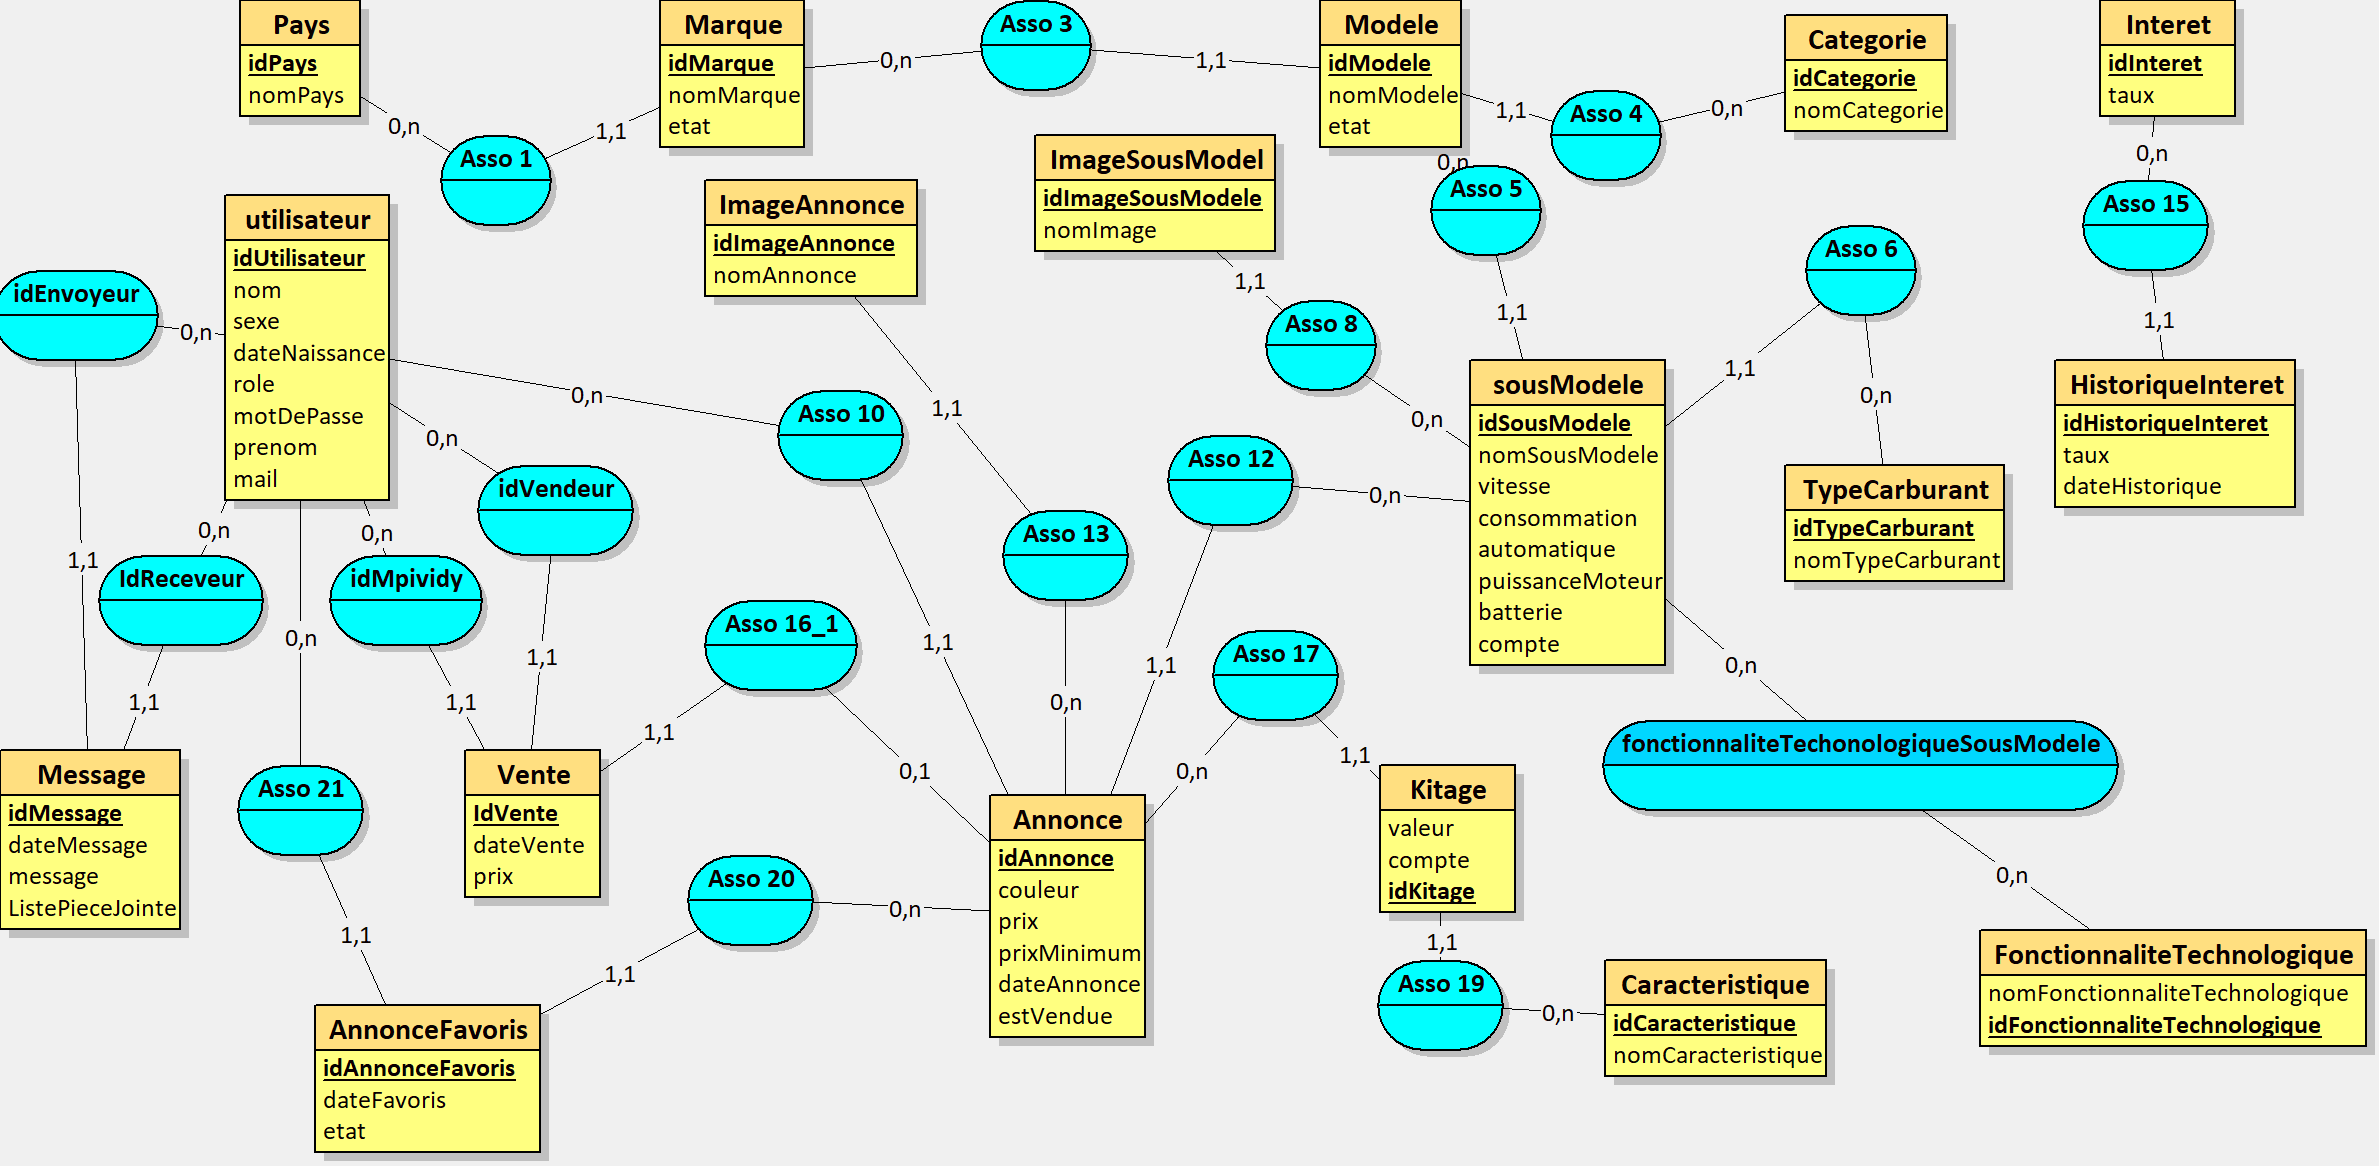 Pays
idPays
nomPays
0,n
Asso 1
1,1
Marque
idMarque
nomMarque
etat
0,n
Asso 3
1,1
Modele
idModele
nomModele
etat
1,1
Asso 4
0,n
Categorie
idCategorie
nomCategorie
Interet
idInteret
taux
0,n
Asso 15
1,1
HistoriqueInteret
idHistoriqueInteret
taux
dateHistorique
utilisateur
idUtilisateur
nom
sexe
dateNaissance
role
motDePasse
prenom
mail
ImageAnnonce
idImageAnnonce
nomAnnonce
ImageSousModel
idImageSousModele
nomImage
0,n
Asso 5
1,1
1,1
Asso 8
0,n
Asso 6
1,1
0,n
idEnvoyeur
0,n
1,1
0,n
Asso 10
1,1
1,1
Asso 13
0,n
Asso 12
0,n
1,1
sousModele
idSousModele
nomSousModele
vitesse
consommation
automatique
puissanceMoteur
batterie
compte
TypeCarburant
idTypeCarburant
nomTypeCarburant
0,n
idVendeur
1,1
0,n
IdReceveur
1,1
0,n
idMpividy
1,1
0,n
Asso 21
1,1
Asso 16_1
1,1
0,1
Asso 17
0,n
1,1
0,n
fonctionnaliteTechonologiqueSousModele
0,n
Message
idMessage
dateMessage
message
ListePieceJointe
Vente
IdVente
dateVente
prix
Asso 20
0,n
1,1
Annonce
idAnnonce
couleur
prix
prixMinimum
dateAnnonce
estVendue
Kitage
valeur
compte
idKitage
1,1
Asso 19
0,n
Caracteristique
idCaracteristique
nomCaracteristique
FonctionnaliteTechnologique
nomFonctionnaliteTechnologique
idFonctionnaliteTechnologique
AnnonceFavoris
idAnnonceFavoris
dateFavoris
etat